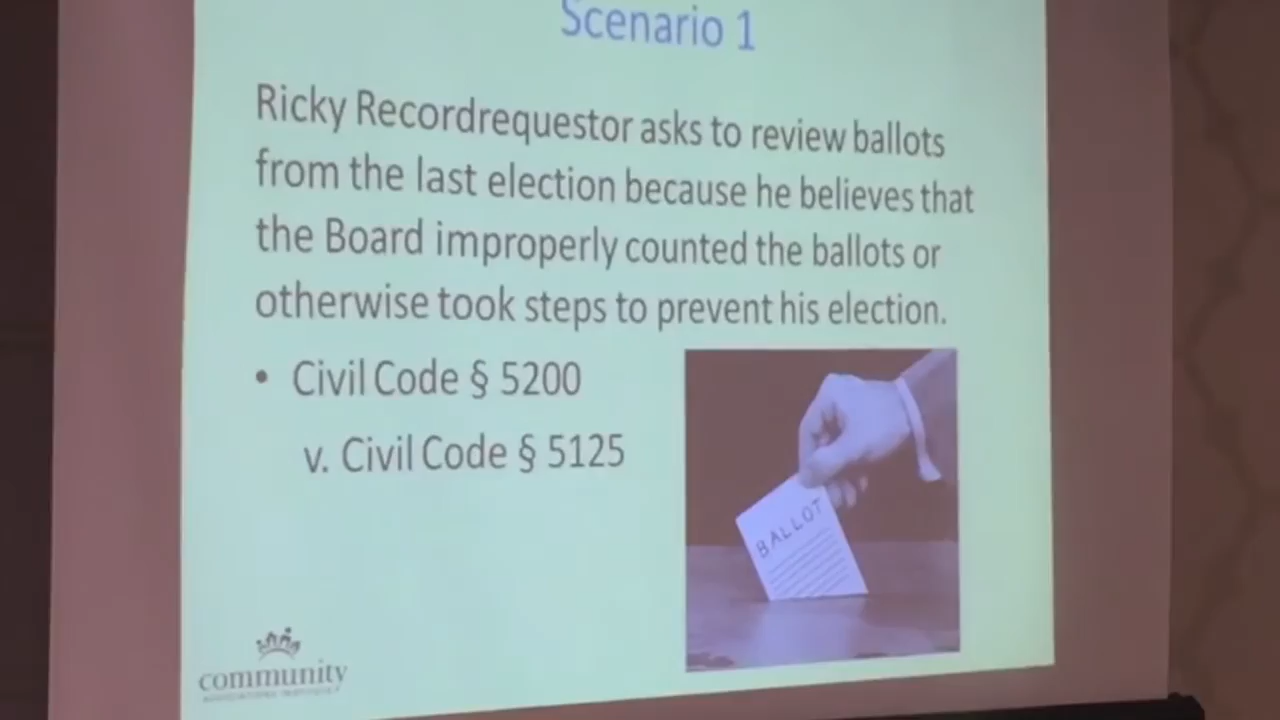 Scenario 1
Ricky Recordrequestor asks to review ballots
from the last election because he believes that
the Board improperly counted the ballots or
otherwise took steps to prevent his election.
• Civil Code § 5200
v. Civil Code § 5125
BALLOT
community